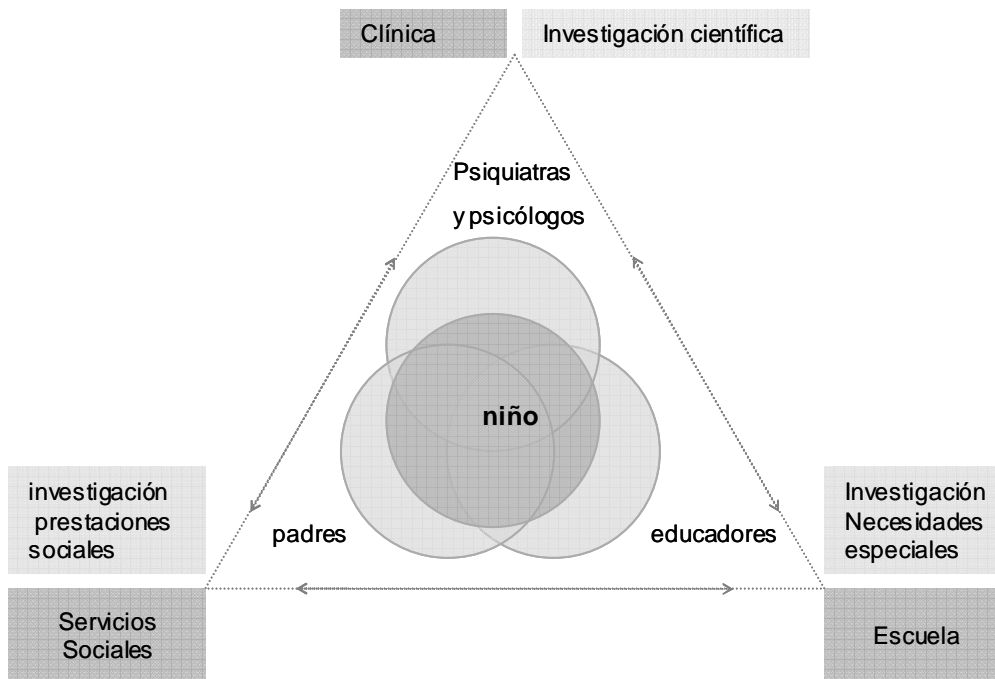 Clínica
Investigación científica
Psiquiatras
y psicólogos
niño
investigación
prestaciones
sociales
padres
educadores
Investigación
Necesidades
especiales
Servicios
Sociales
Escuela